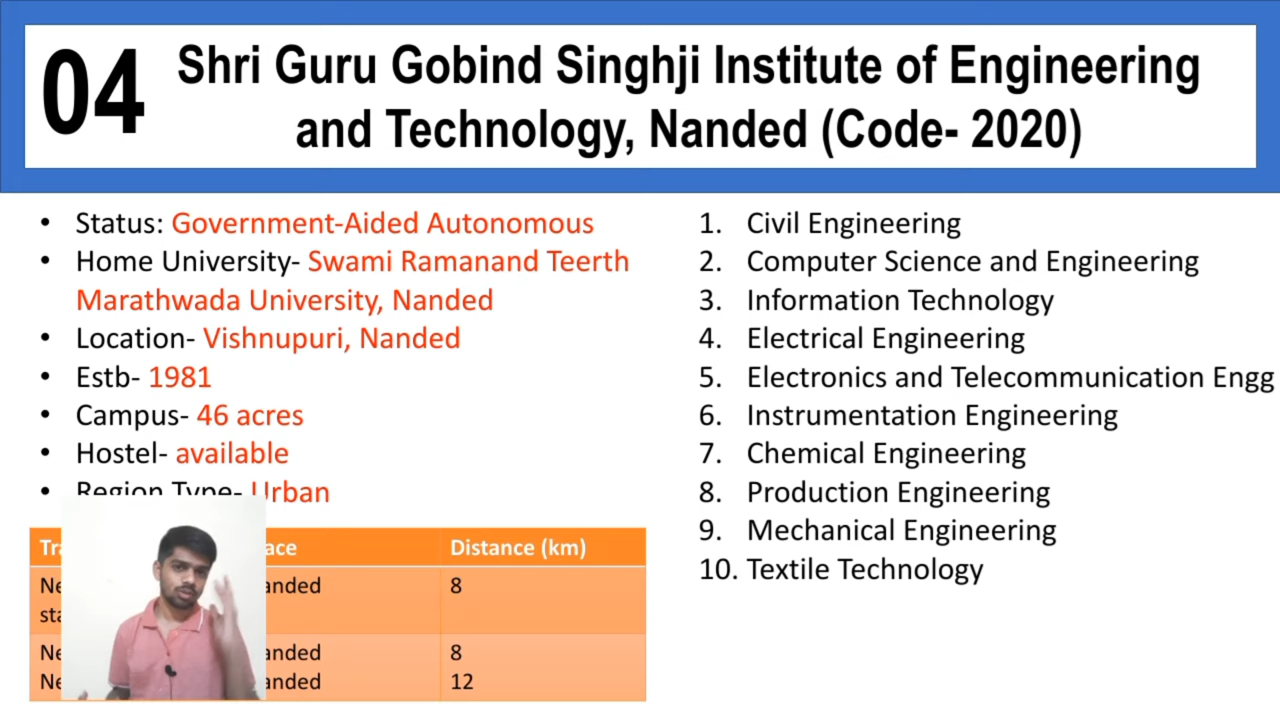 04
Shri Guru Gobind Singhji Institute of Engineering
and Technology, Nanded (Code- 2020)
• Status: Government-Aided Autonomous
• Home University- Swami Ramanand Teerth
Marathwada University, Nanded
• Location- Vishnupuri, Nanded
• Estb- 1981
• Campus- 46 acres
• Hostel- available
• Region Type- Urban
Distance (km)
8
8
12
1. Civil Engineering
2. Computer Science and Engineering
3. Information Technology
4. Electrical Engineering
5. Electronics and Telecommunication Engg
6. Instrumentation Engineering
7. Chemical Engineering
8. Production Engineering
9. Mechanical Engineering
10. Textile Technology